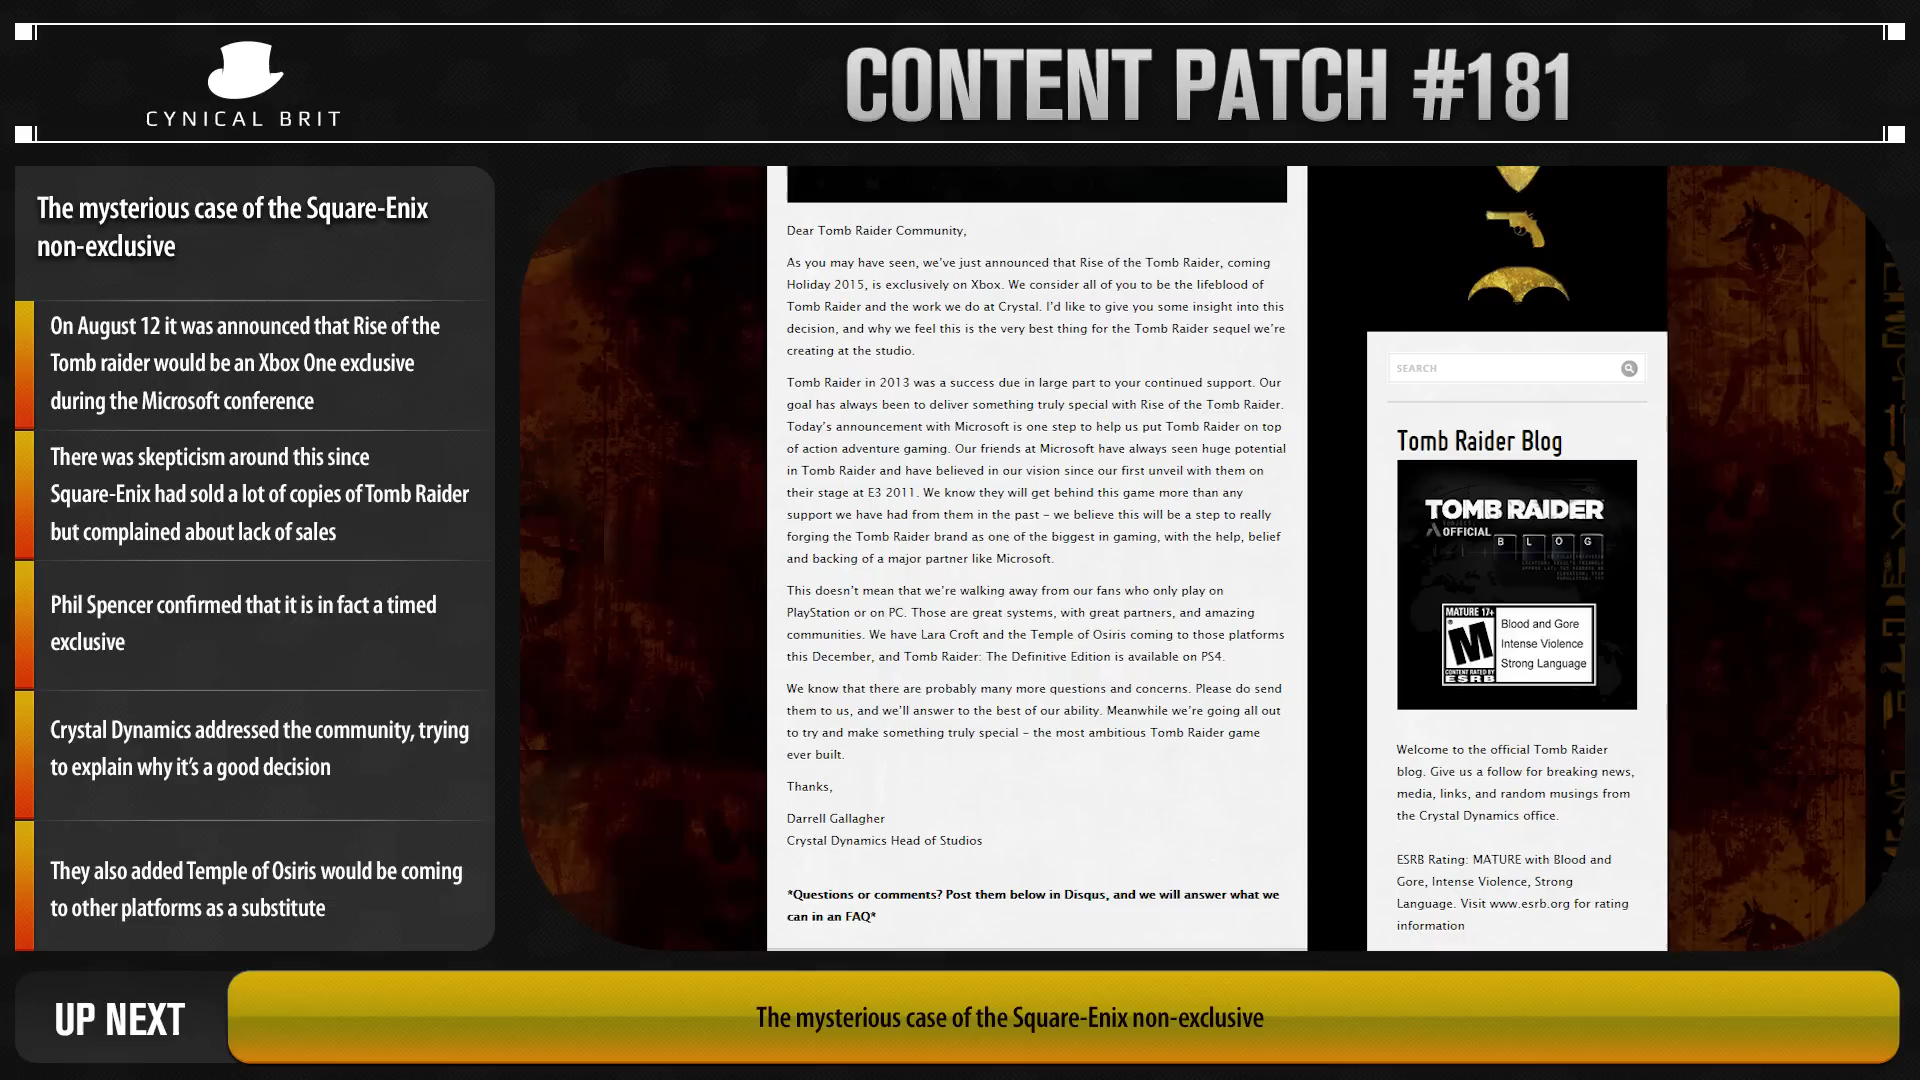 CYNICAL BRIT
CONTENT PATCH #181
The mysterious case of the Square-Enix
non-exclusive
On August 12 it was announced that Rise of the
Tomb raider would be an Xbox One exclusive
during the Microsoft conference
There was skepticism around this since
Square-Enix had sold a lot of copies of Tomb Raider
but complained about lack of sales
Phil Spencer confirmed that it is in fact a timed
exclusive
Crystal Dynamics addressed the community, trying
to explain why it's a good decision
They also added Temple of Osiris would be coming
to other platforms as a substitute
Dear Tomb Raider Community,
As you may have seen, we've just announced that Rise of the Tomb Raider, coming
Holiday 2015, is exclusively on Xbox. We consider all of you to be the lifeblood of
Tomb Raider and the work we do at Crystal. I'd like to give you some insight into this
decision, and why we feel this is the very best thing for the Tomb Raider sequel we're
creating at the studio.
Tomb Raider in 2013 was a success due in large part to your continued support. Our
goal has always been to deliver something truly special with Rise of the Tomb Raider.
Today's announcement with Microsoft is one step to help us put Tomb Raider on top
of action adventure gaming. Our friends at Microsoft have always seen huge potential
in Tomb Raider and have believed in our vision since our first unveil with them on
their stage at E3 2011. We know they will get behind this game more than any
support we have had from them in the past – we believe this will be a step to really
forging the Tomb Raider brand as one of the biggest in gaming, with the help, belief
and backing of a major partner like Microsoft.
This doesn't mean that we're walking away from our fans who only play on
PlayStation or on PC. Those are great systems, with great partners, and amazing
communities. We have Lara Croft and the Temple of Osiris coming to those platforms
this December, and Tomb Raider: The Definitive Edition is available on PS4.
We know that there are probably many more questions and concerns. Please do send
them to us, and we'll answer to the best of our ability. Meanwhile we're going all out
to try and make something truly special – the most ambitious Tomb Raider game
ever built.
Thanks,
Darrell Gallagher
Crystal Dynamics Head of Studios
*Questions or comments? Post them below in Disqus, and we will answer what we
can in an FAQ*
SEARCH
Tomb Raider Blog
TOMB RAIDER
OFFICIAL
B L O G
MATURE 17+
M
CONTENT RATED BY
ESRB
Blood and Gore
Intense Violence
Strong Language
Welcome to the official Tomb Raider
blog. Give us a follow for breaking news,
media, links, and random musings from
the Crystal Dynamics office.
ESRB Rating: MATURE with Blood and
Gore, Intense Violence, Strong
Language. Visit www.esrb.org for rating
information
UP NEXT
The mysterious case of the Square-Enix non-exclusive